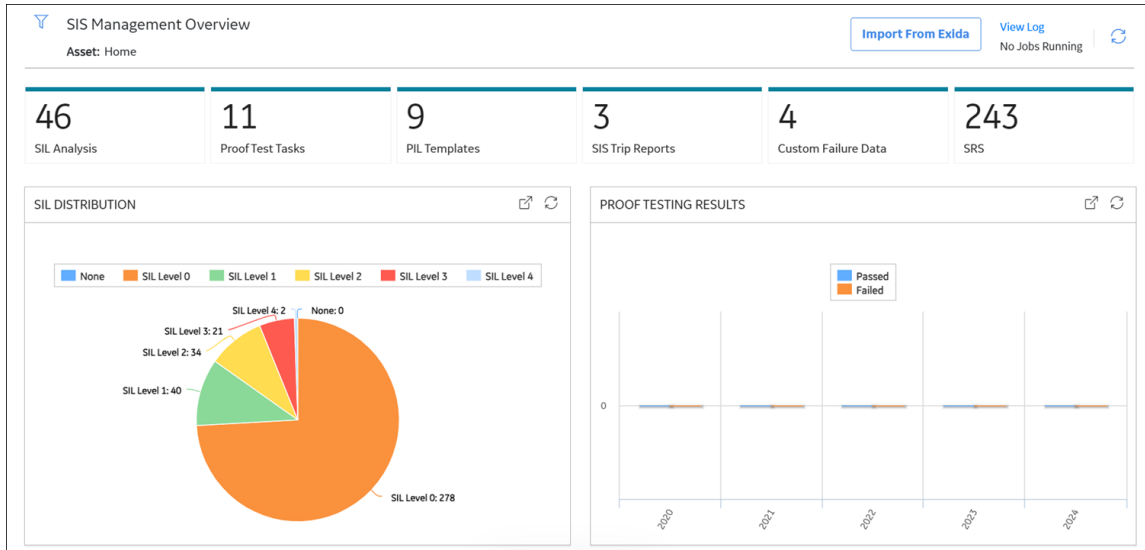 SIS Management Overview
Asset: Home
Import From Exida
View Log
No Jobs Running
46
SIL Analysis
11
Proof Test Tasks
9
PIL Templates
3
SIS Trip Reports
4
Custom Failure Data
243
SRS
SIL DISTRIBUTION
None SIL Level 0 SIL Level 1 SIL Level 2 SIL Level 3 SIL Level 4
SIL Level 4: 2 None: 0
SIL Level 3: 21
SIL Level 2: 34
SIL Level 1: 40
SIL Level 0: 278
PROOF TESTING RESULTS
Passed
Failed
0
2020 2021 2022 2023 2024